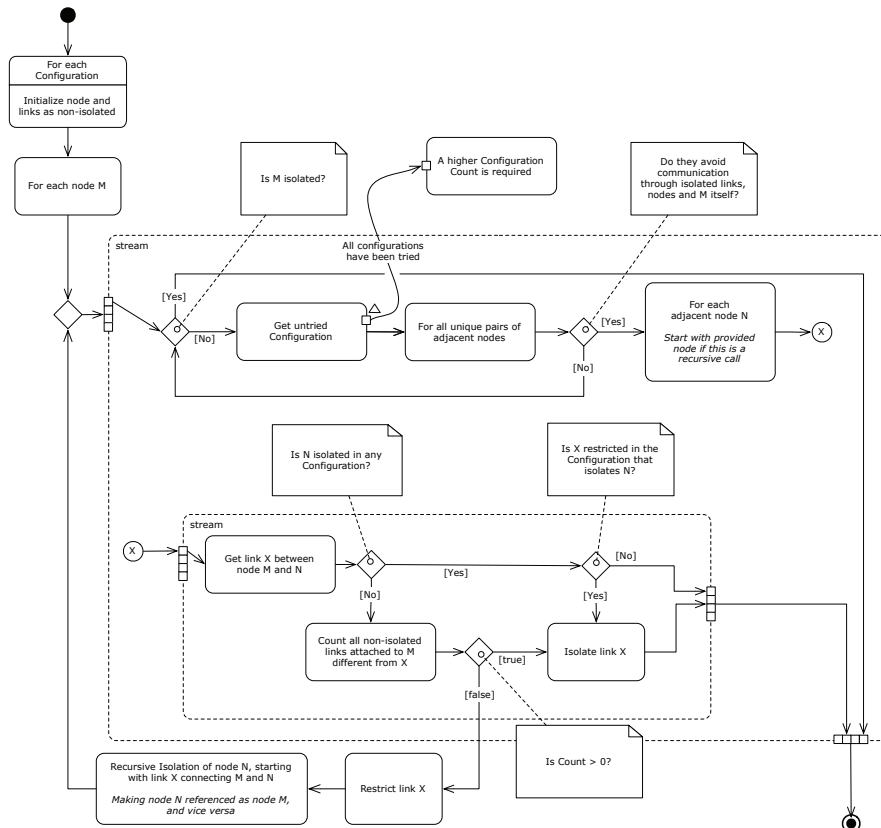 For each
Configuration
Initialize node and
links as non-isolated
For each node M
Is M isolated?
A higher Configuration
Count is required
Do they avoid
communication
through isolated links,
nodes and M itself?
stream
All configurations
have been tried
[Yes]
[No]
Get untried
Configuration
For all unique pairs of
adjacent nodes
[Yes]
[No]
For each
adjacent node N
Start with provided
node if this is a
recursive call
X
Is N isolated in any
Configuration?
Is X restricted in the
Configuration that
isolates N?
stream
X
Get link X between
node M and N
[Yes]
[No]
[No]
[Yes]
Count all non-isolated
links attached to M
different from X
[true]
[false]
Isolate link X
Is Count > 0?
Recursive Isolation of node N, starting
with link X connecting M and N
Making node N referenced as node M,
and vice versa
Restrict link X